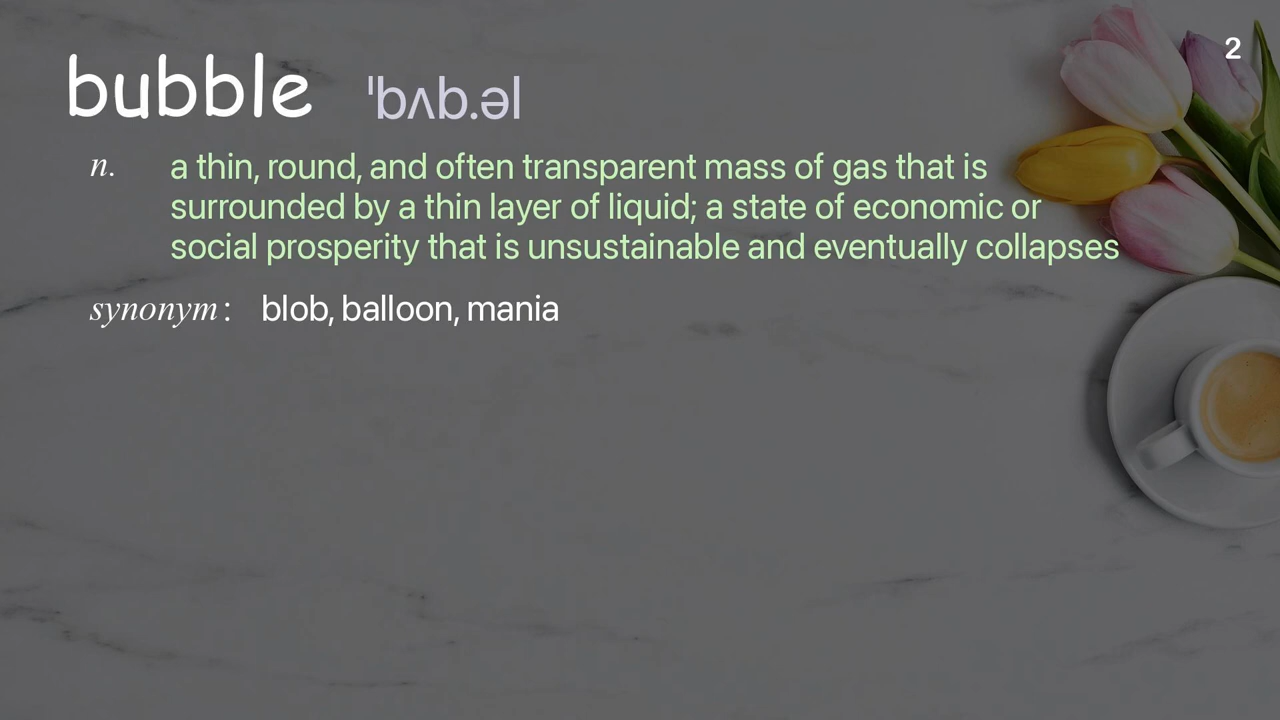 2
bubble ˈbʌb.əl
n. a thin, round, and often transparent mass of gas that is
surrounded by a thin layer of liquid; a state of economic or
social prosperity that is unsustainable and eventually collapses
synonym: blob, balloon, mania